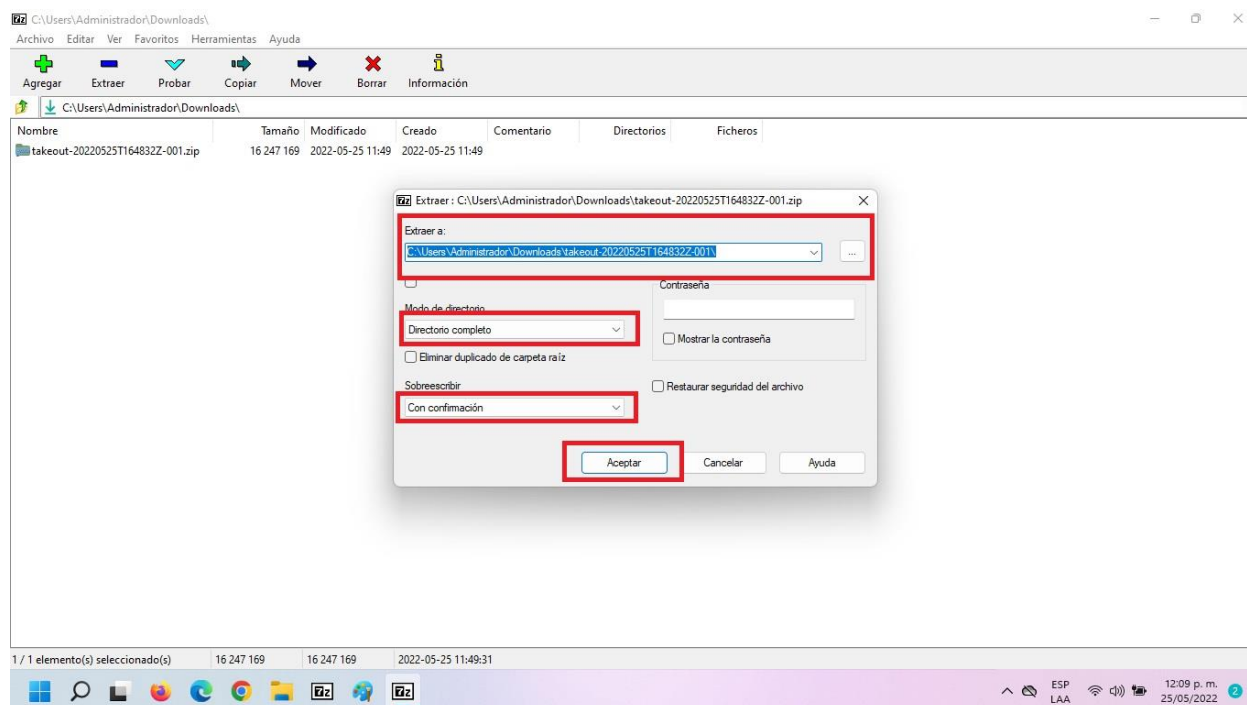 C:\Users\Administrador\Downloads\
Archivo Editar Ver Favoritos Herramientas Ayuda
Agregar Extraer Probar Copiar Mover Borrar Información
C:\Users\Administrador\Downloads\
Nombre Tamaño Modificado Creado Comentario Directorios Ficheros
takeout-20220525T164832Z-001.zip 16 247 169 2022-05-25 11:49 2022-05-25 11:49
Extraer : C:\Users\Administrador\Downloads\takeout-20220525T164832Z-001.zip
Extraer a:
C:\Users\Administrador\Downloads\takeout-20220525T164832Z-001\
...
Contraseña
Modo de directorio
Directorio completo
Mostrar la contraseña
Eliminar duplicado de carpeta raíz
Sobreescribir
Restaurar seguridad del archivo
Con confirmación
Aceptar Cancelar Ayuda
1 / 1 elemento(s) seleccionado(s) 16 247 169 16 247 169 2022-05-25 11:49:31
ESP
LAA
12:09 p. m.
25/05/2022
2